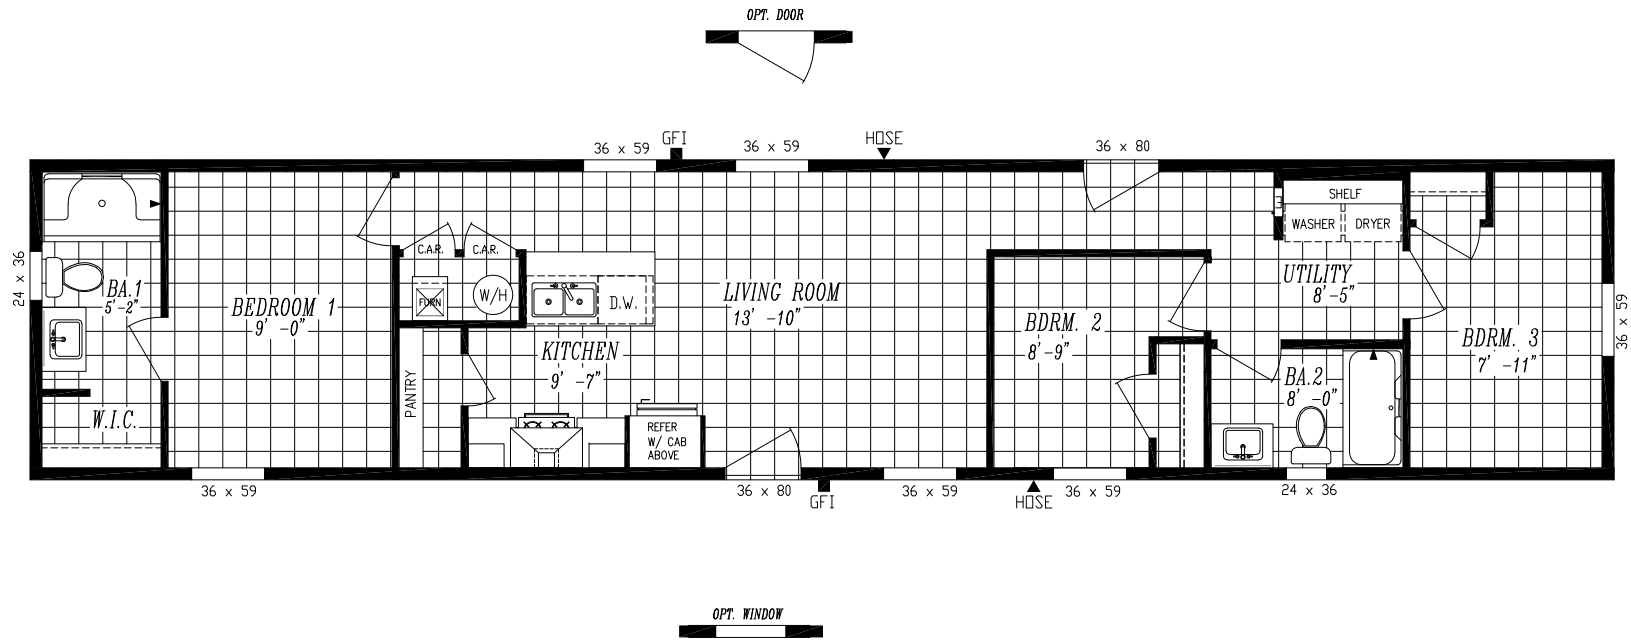 OPT. DOOR
GFI
HOSE
36 x 59
36 x 59
36 x 80
SHELF
WASHER
DRYER
C.A.R.
C.A.R.
24 x 36
BA.1
5'-2"
BEDROOM 1
9' -0"
FURN
W/H
D.W.
LIVING ROOM
13' -10"
UTILITY
8'-5"
BDRM. 2
8'-9"
BDRM. 3
7' -11"
36 x 59
KITCHEN
9' -7"
PANTRY
BA.2
8' -0"
W.I.C.
REFER
W/ CAB
ABOVE
36 x 59
36 x 80
GFI
36 x 59
HOSE
36 x 59
24 x 36
OPT. WINDOW